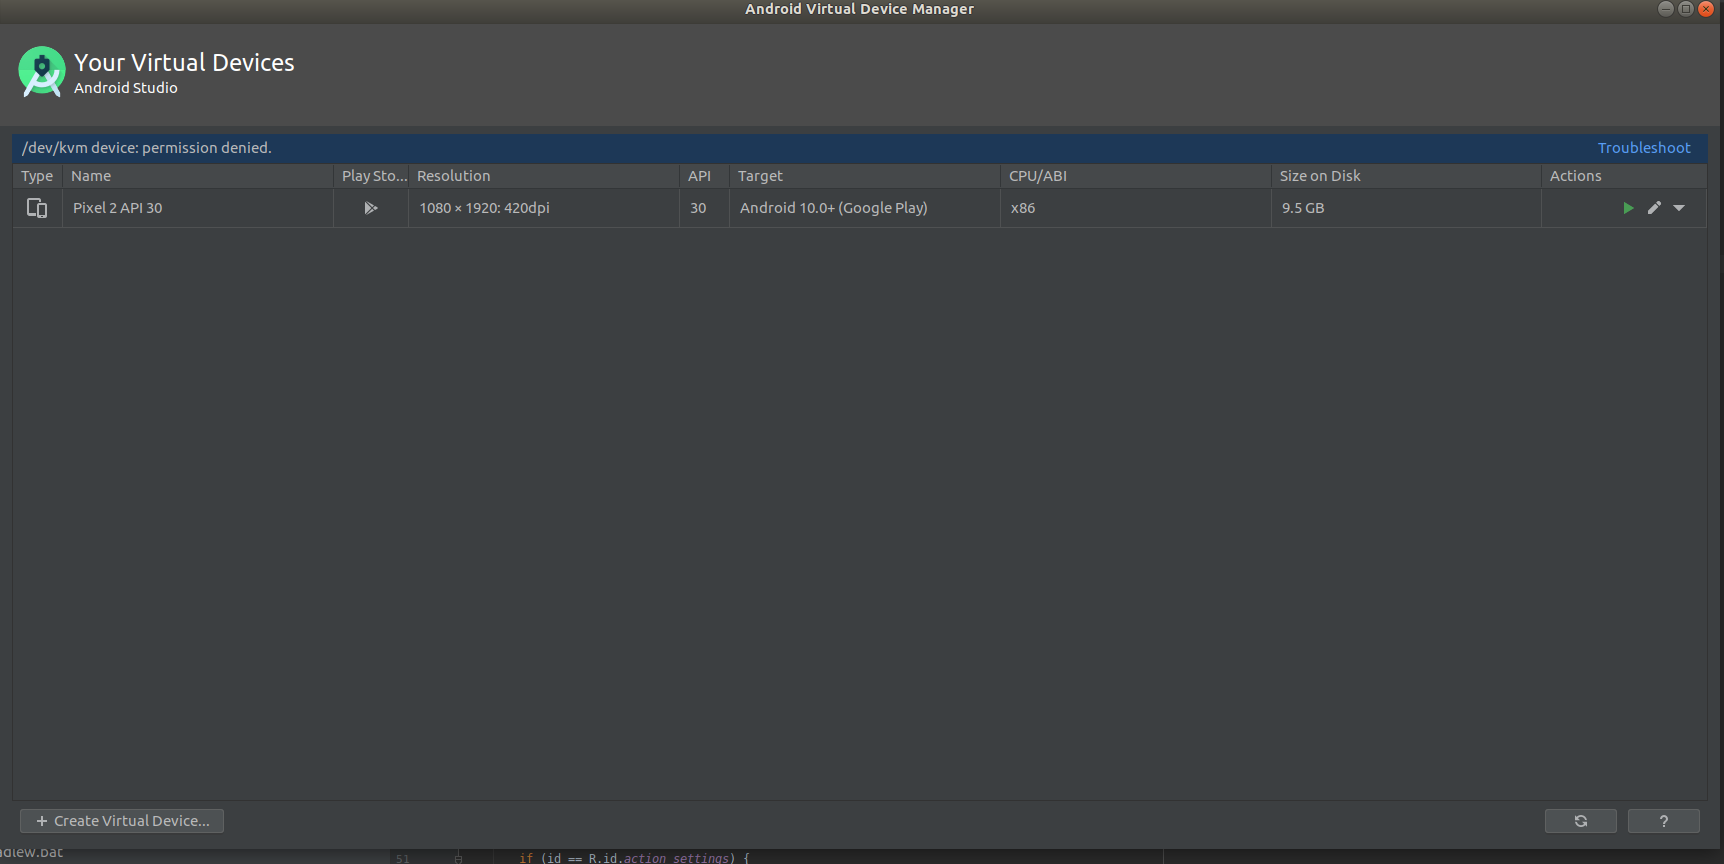 Android Virtual Device Manager
Your Virtual Devices
Android Studio
/dev/kvm device: permission denied. Troubleshoot
Type Name Play Sto... Resolution API Target CPU/ABI Size on Disk Actions
Pixel 2 API 30 1080 × 1920: 420dpi 30 Android 10.0+ (Google Play) x86 9.5 GB
+ Create Virtual Device... ?
adlew.bat
51 if (id == R.id.action_settings) {